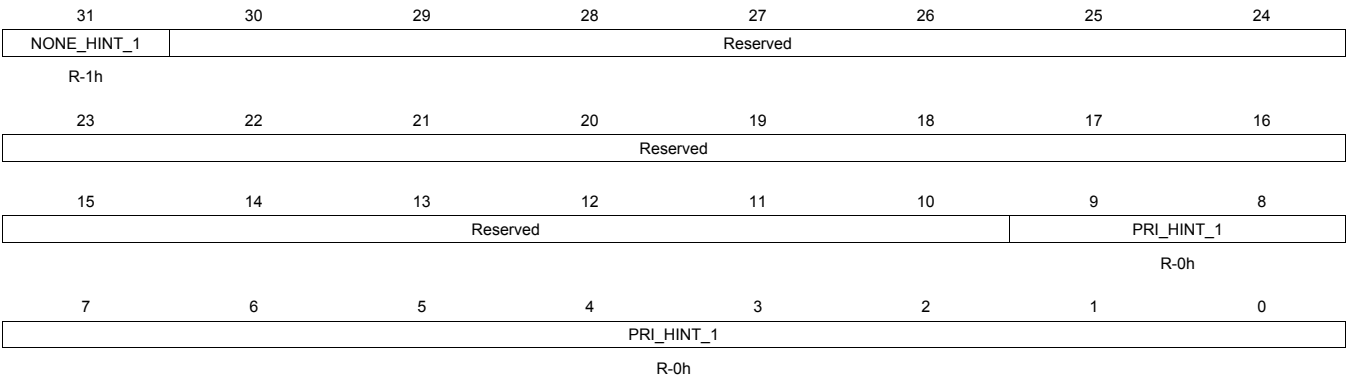 31 30 29 28 27 26 25 24
NONE_HINT_1 Reserved
R-1h
23 22 21 20 19 18 17 16
Reserved
15 14 13 12 11 10 9 8
Reserved PRI_HINT_1
R-0h
7 6 5 4 3 2 1 0
PRI_HINT_1
R-0h